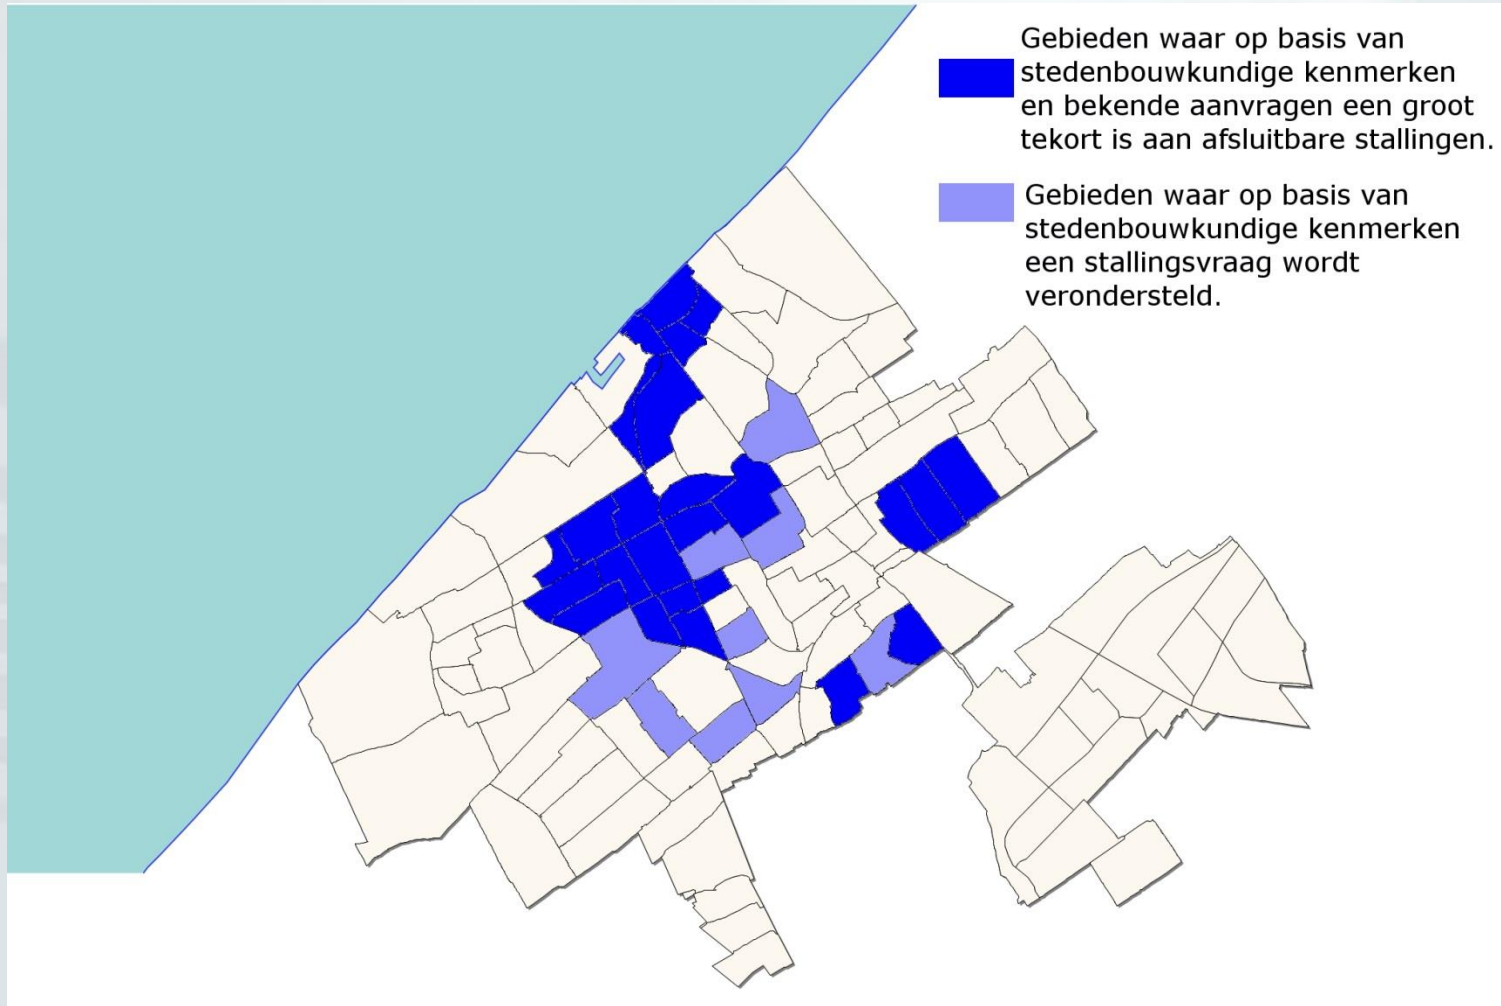 Gebieden waar op basis van
stedenbouwkundige kenmerken
en bekende aanvragen een groot
tekort is aan afsluitbare stallingen.
Gebieden waar op basis van
stedenbouwkundige kenmerken
een stallingsvraag wordt
verondersteld.